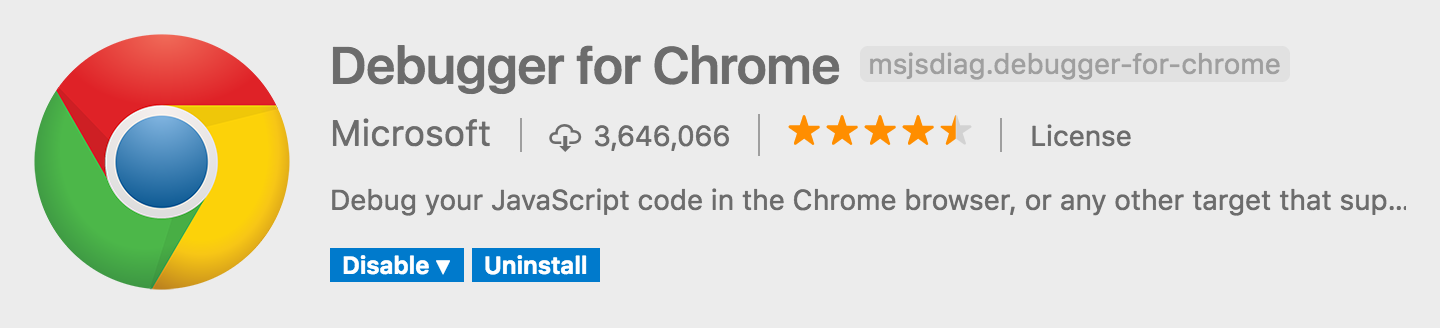 Debugger for Chrome msjsdiag.debugger-for-chrome
Microsoft 3,646,066 License
Debug your JavaScript code in the Chrome browser, or any other target that sup...
Disable ▾ Uninstall